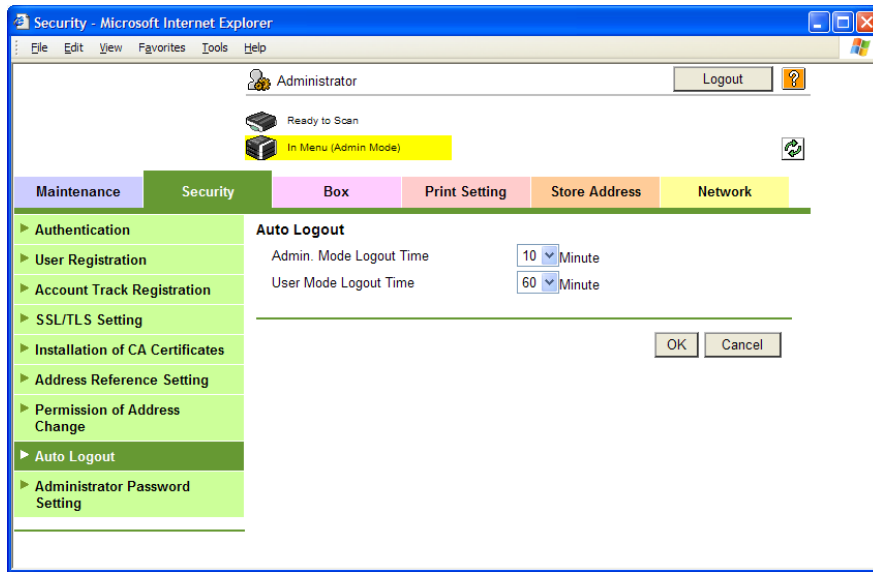 Security - Microsoft Internet Explorer
File Edit View Favorites Tools Help
Administrator
Logout
?
Ready to Scan
In Menu (Admin Mode)
Maintenance Security Box Print Setting Store Address Network
Authentication
User Registration
Account Track Registration
SSL/TLS Setting
Installation of CA Certificates
Address Reference Setting
Permission of Address
Change
Auto Logout
Administrator Password
Setting
Auto Logout
Admin. Mode Logout Time 10 Minute
User Mode Logout Time 60 Minute
OK Cancel